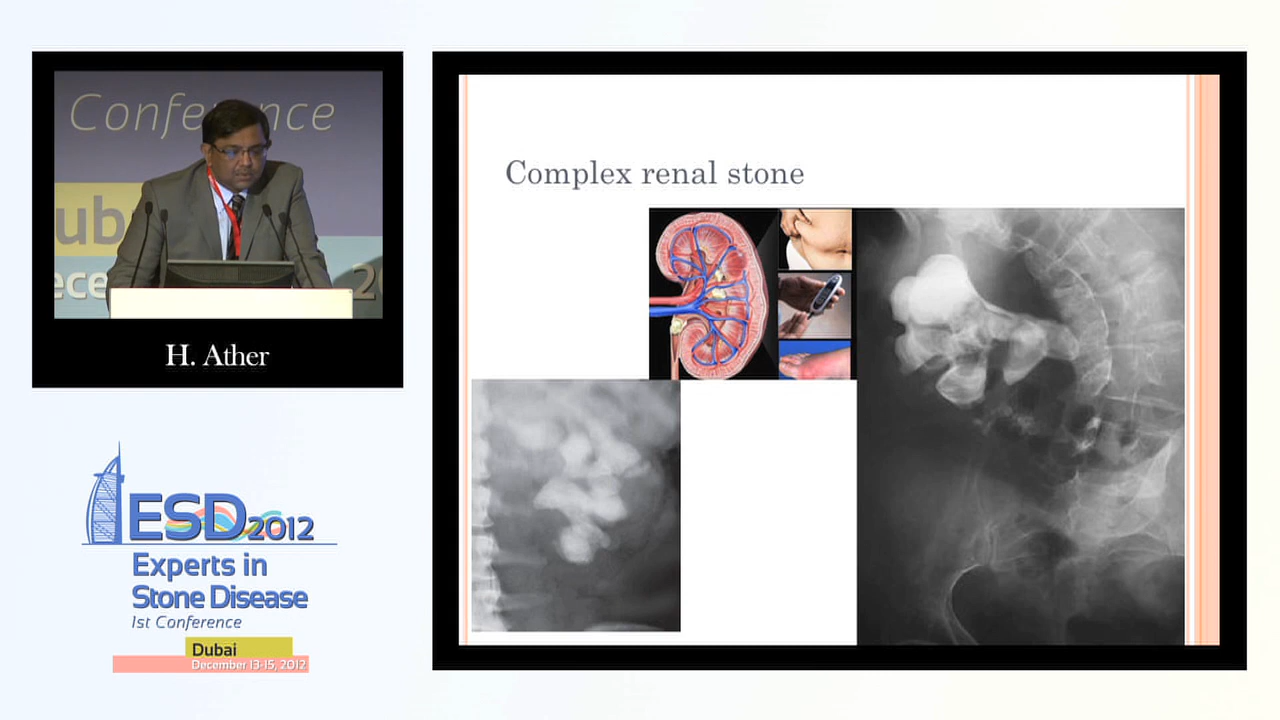 Conference
ub
ece
20
H. Ather
ESD2012
Experts in
Stone Disease
1st Conference
Dubai
December 13-15, 2012
Complex renal stone